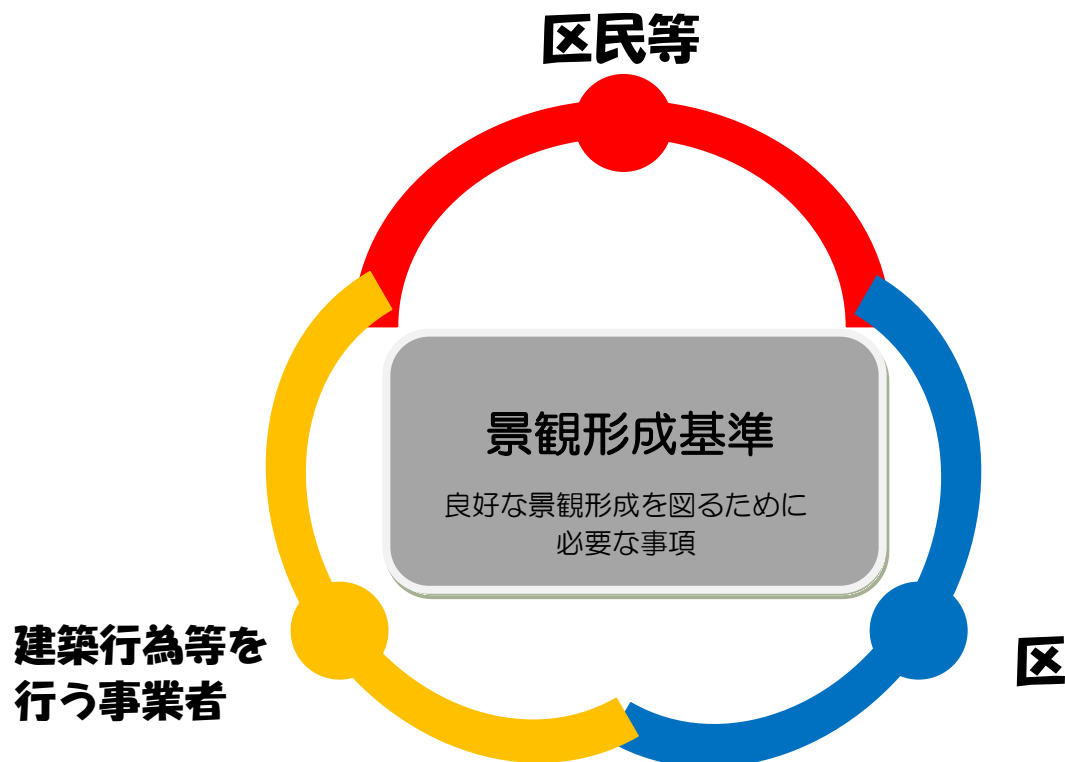 区民等
景観形成基準
良好な景観形成を図るために
必要な事項
建築行為等を
行う事業者
区